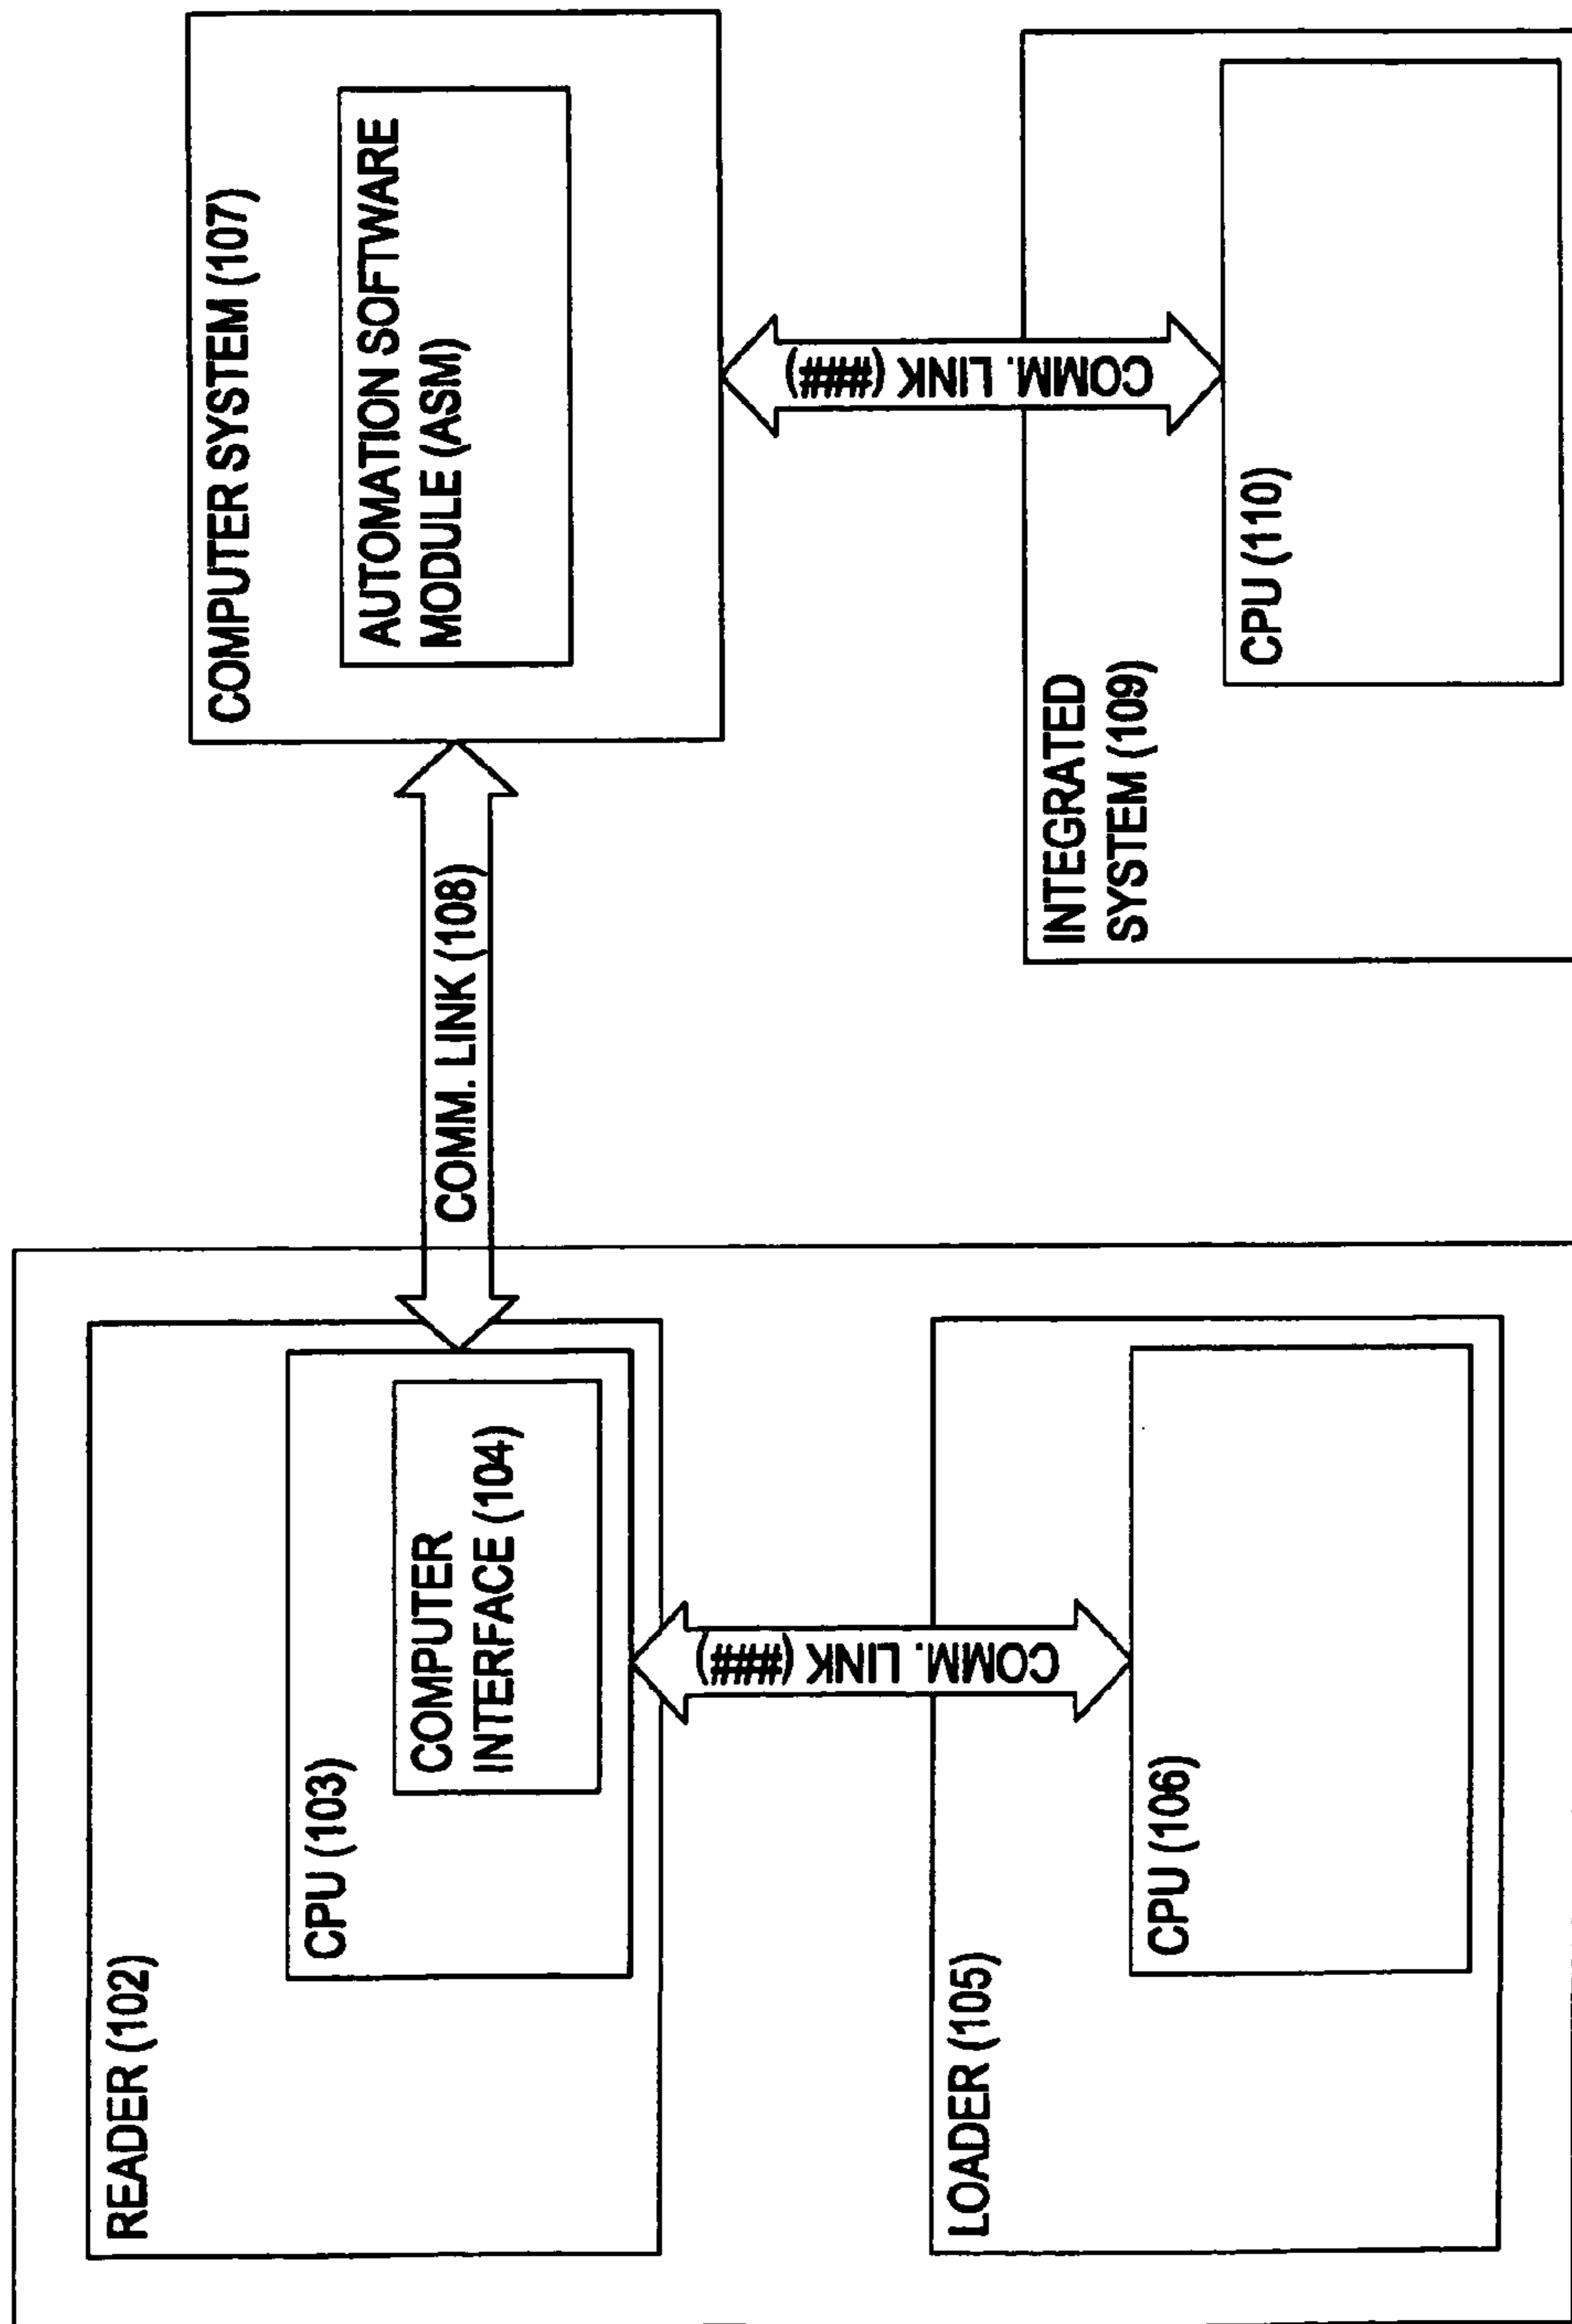 READER (102)
CPU (103)
COMPUTER
INTERFACE (104)
COMM. LINK (###)
LOADER (105)
CPU (106)
COMM. LINK (108)
COMPUTER SYSTEM (107)
AUTOMATION SOFTWARE
MODULE (ASM)
COMM. LINK (###)
INTEGRATED
SYSTEM (109)
CPU (110)